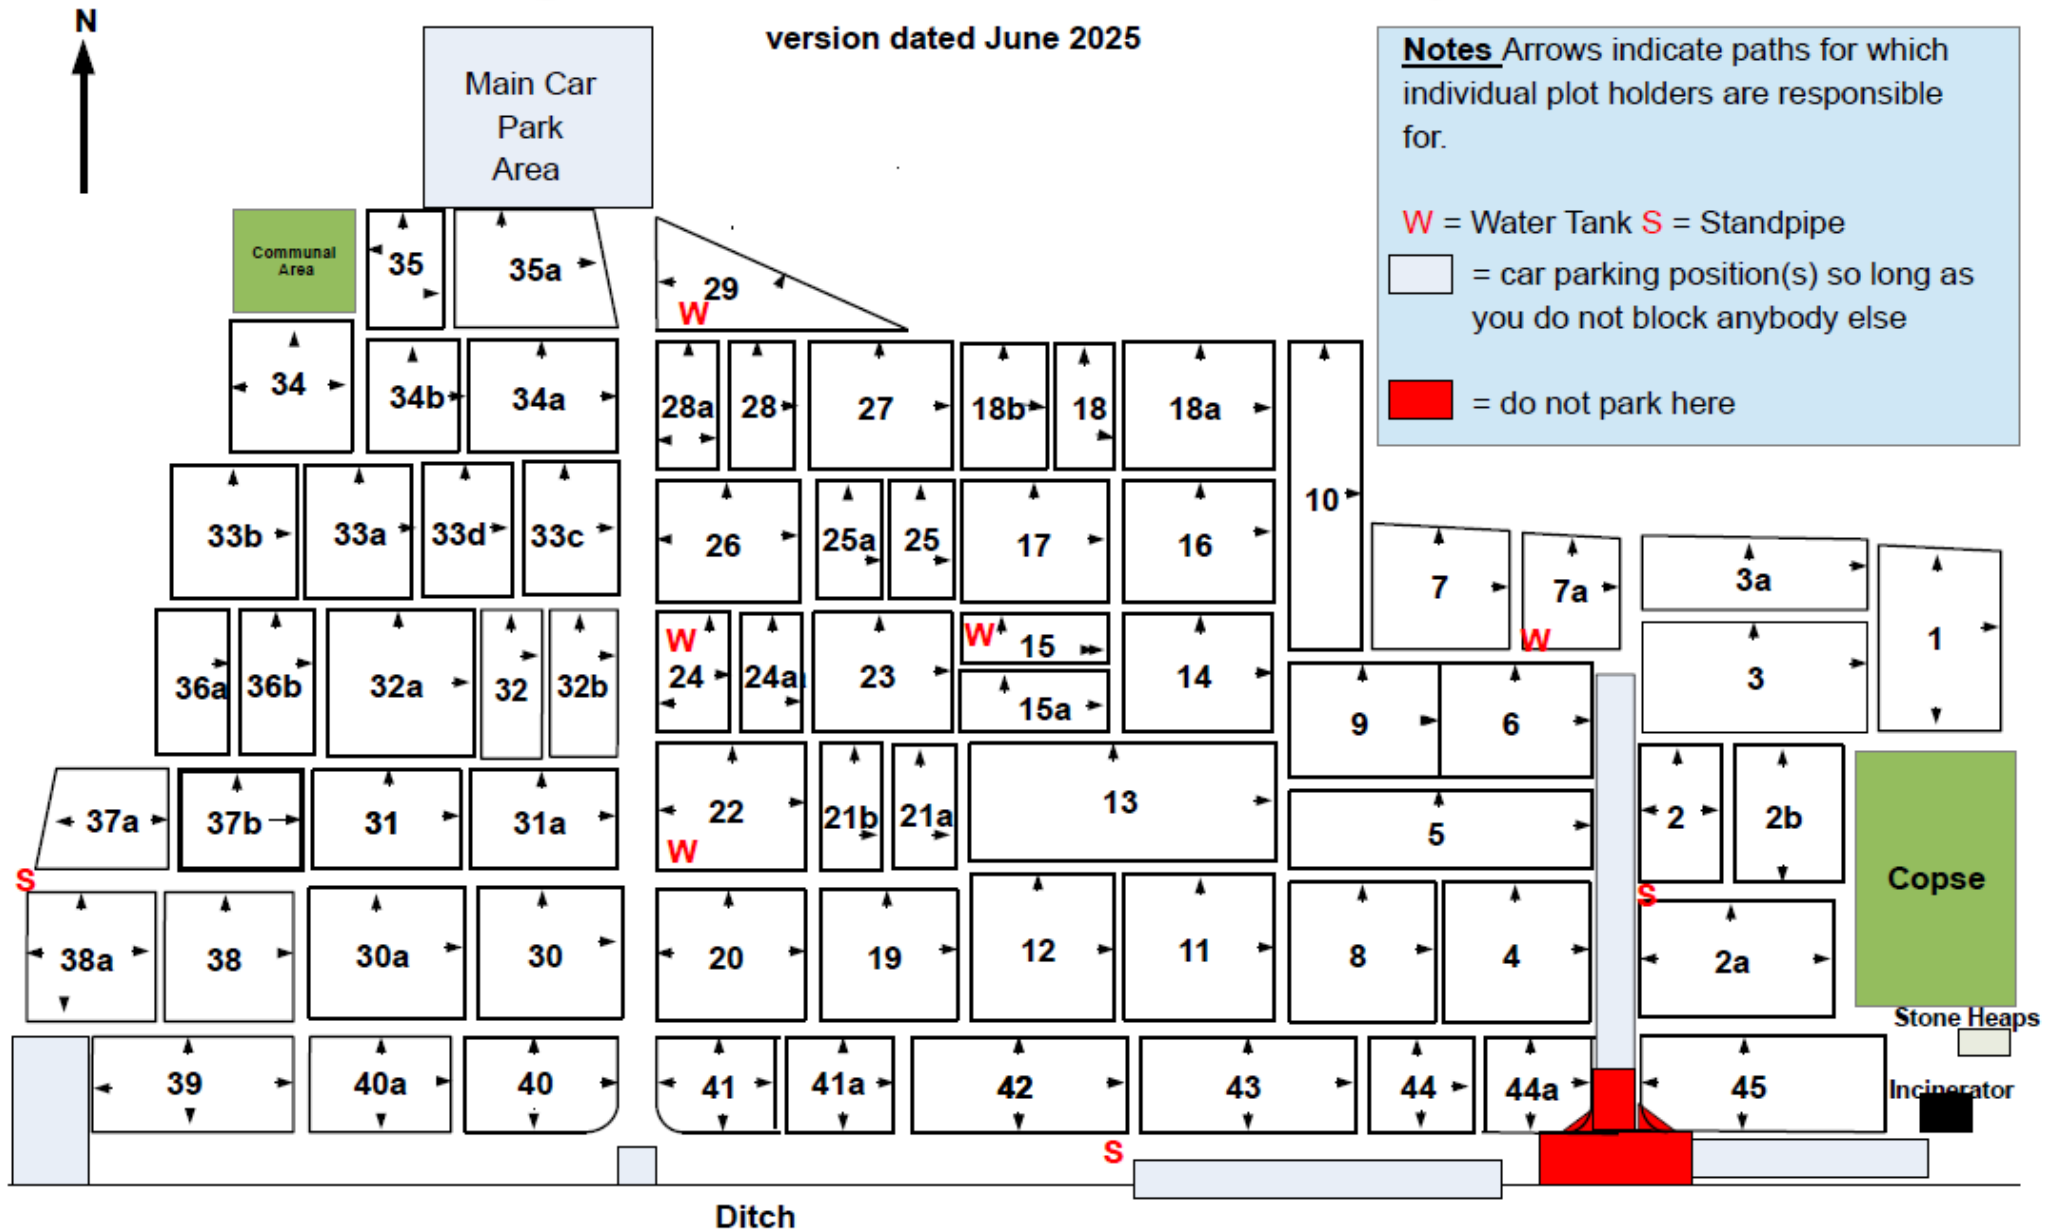 N
version dated June 2025
Main Car
Park
Area
Notes Arrows indicate paths for which
individual plot holders are responsible
for.
W = Water Tank S = Standpipe
= car parking position(s) so long as
you do not block anybody else
= do not park here
Communal
Area
35
35a
29
W
34
34b
34a
28a
28
27
18b
18
18a
10
33b
33a
33d
33c
26
25a
25
17
16
7
7a
W
3a
3
1
36a
36b
32a
32
32b
W
24
24a
23
W
15
15a
14
9
6
37a
37b
31
31a
22
W
21b
21a
13
5
2
2b
Copse
S
38a
38
30a
30
20
19
12
11
8
4
S
2a
Stone Heaps
39
40a
40
41
41a
42
43
44
44a
45
Incinerator
S
Ditch